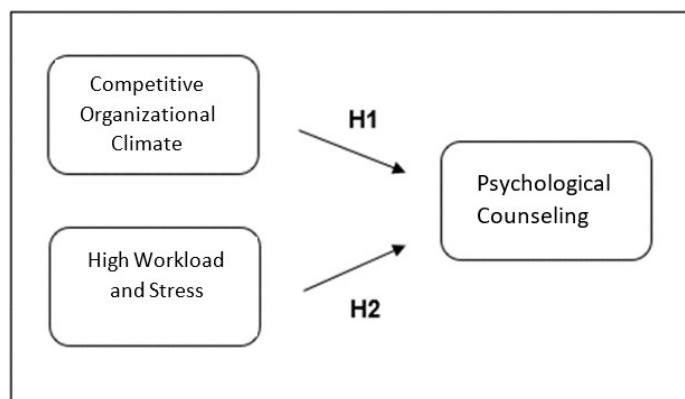 Competitive
Organizational
Climate
H1
Psychological
Counseling
High Workload
and Stress
H2